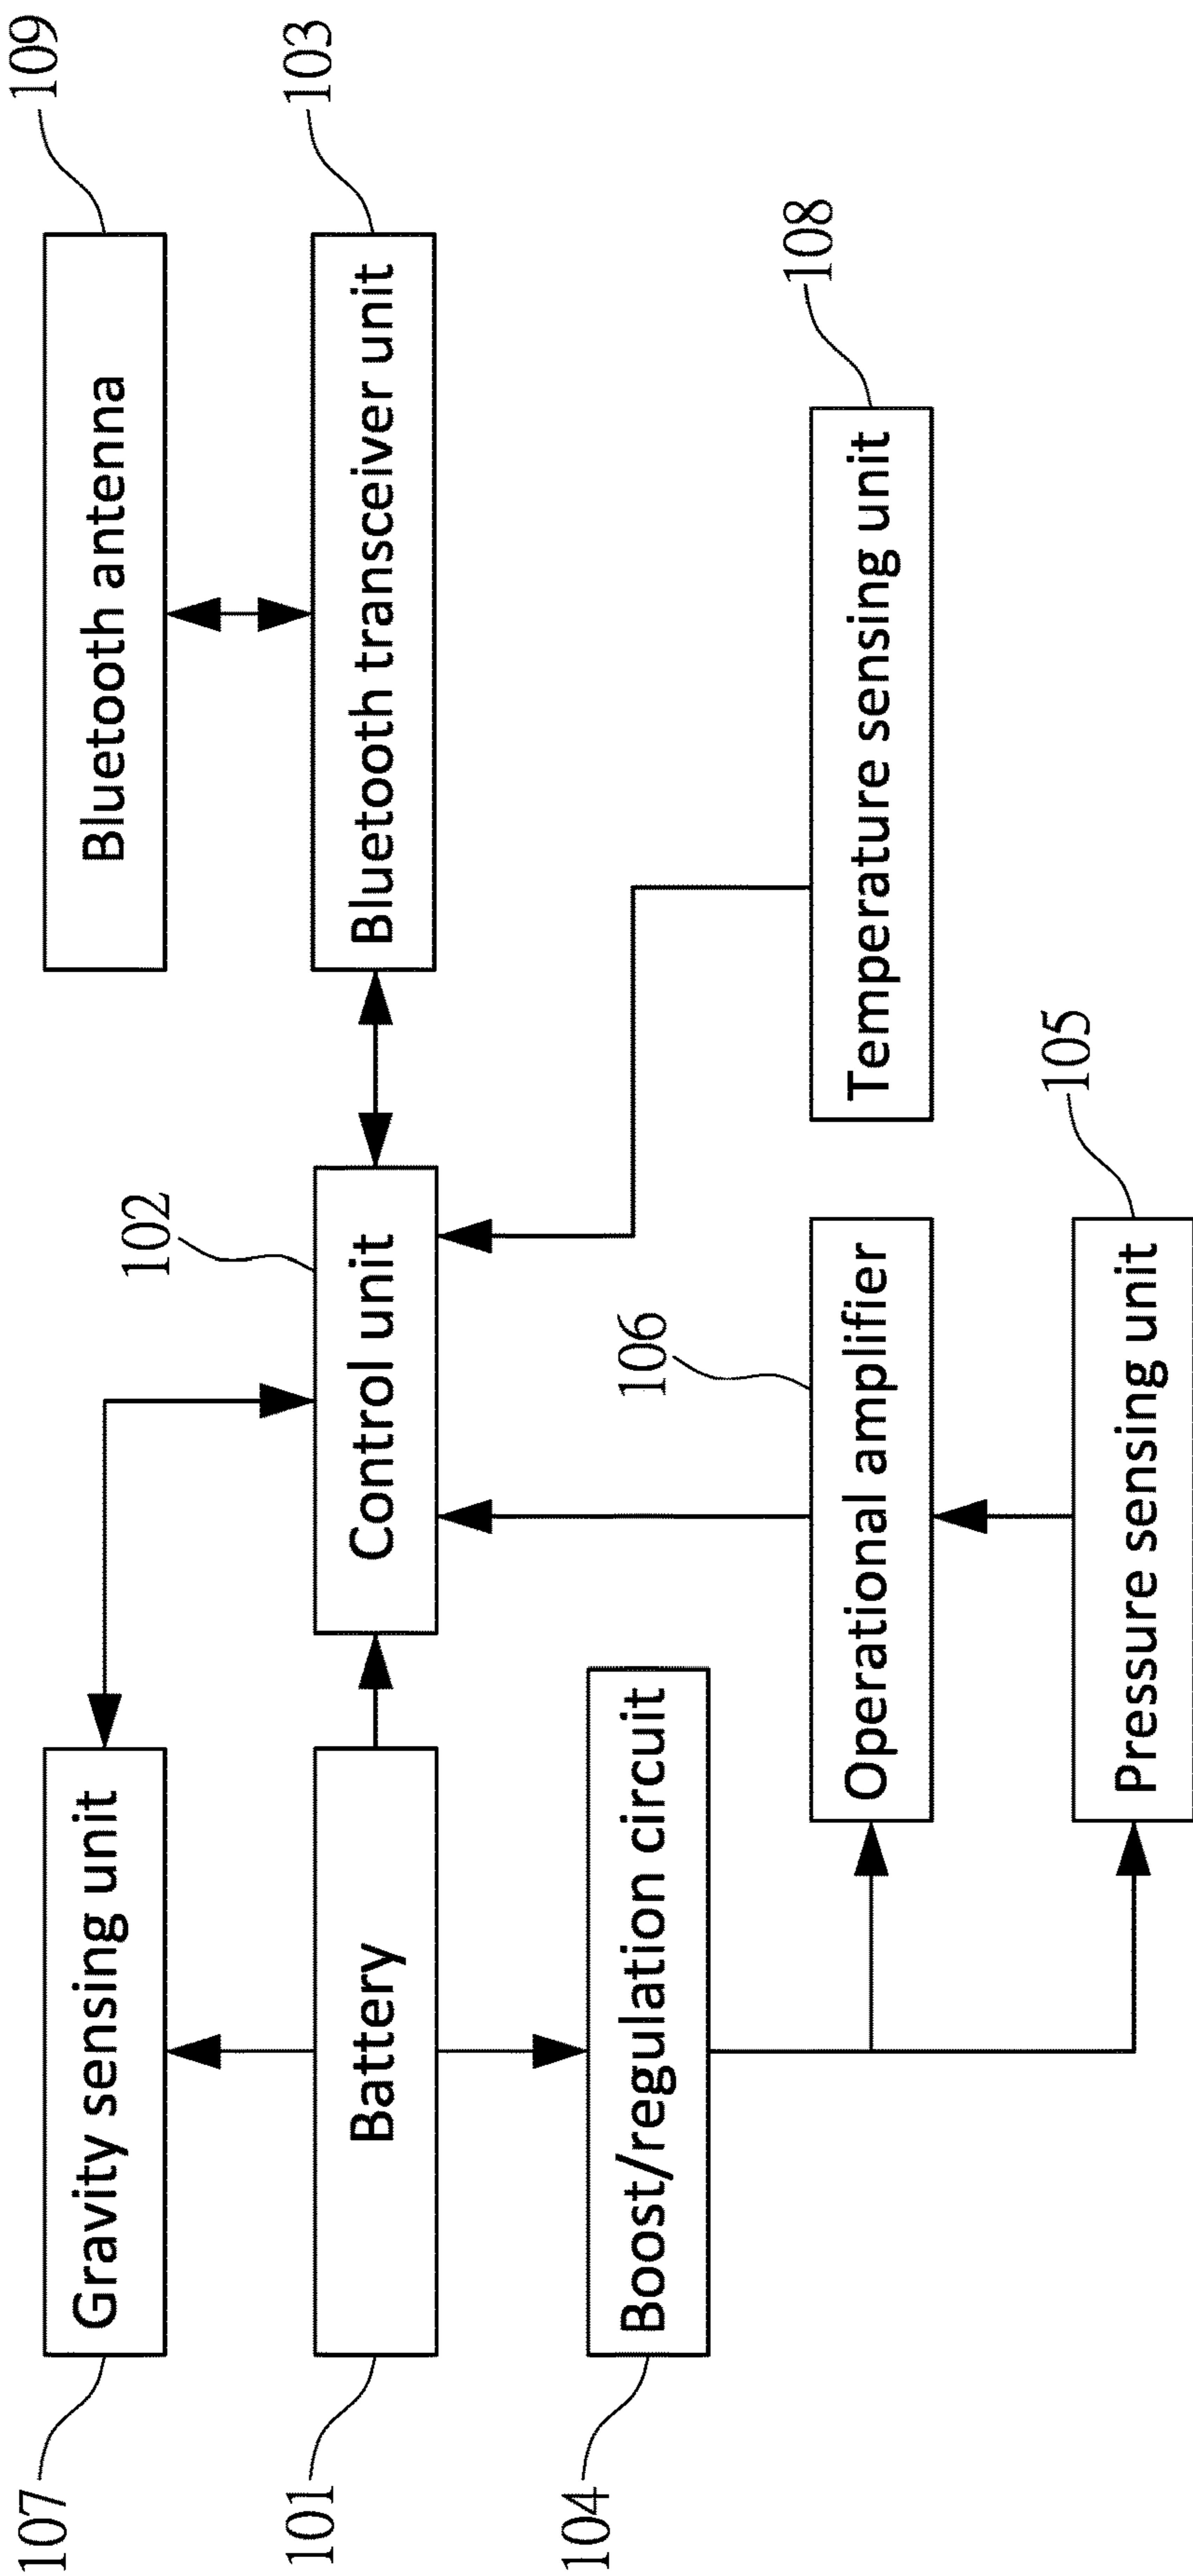 107
Gravity sensing unit
Bluetooth antenna
109
102
101
Battery
Control unit
Bluetooth transceiver unit
103
104
Boost/regulation circuit
106
Operational amplifier
Temperature sensing unit
108
Pressure sensing unit
105